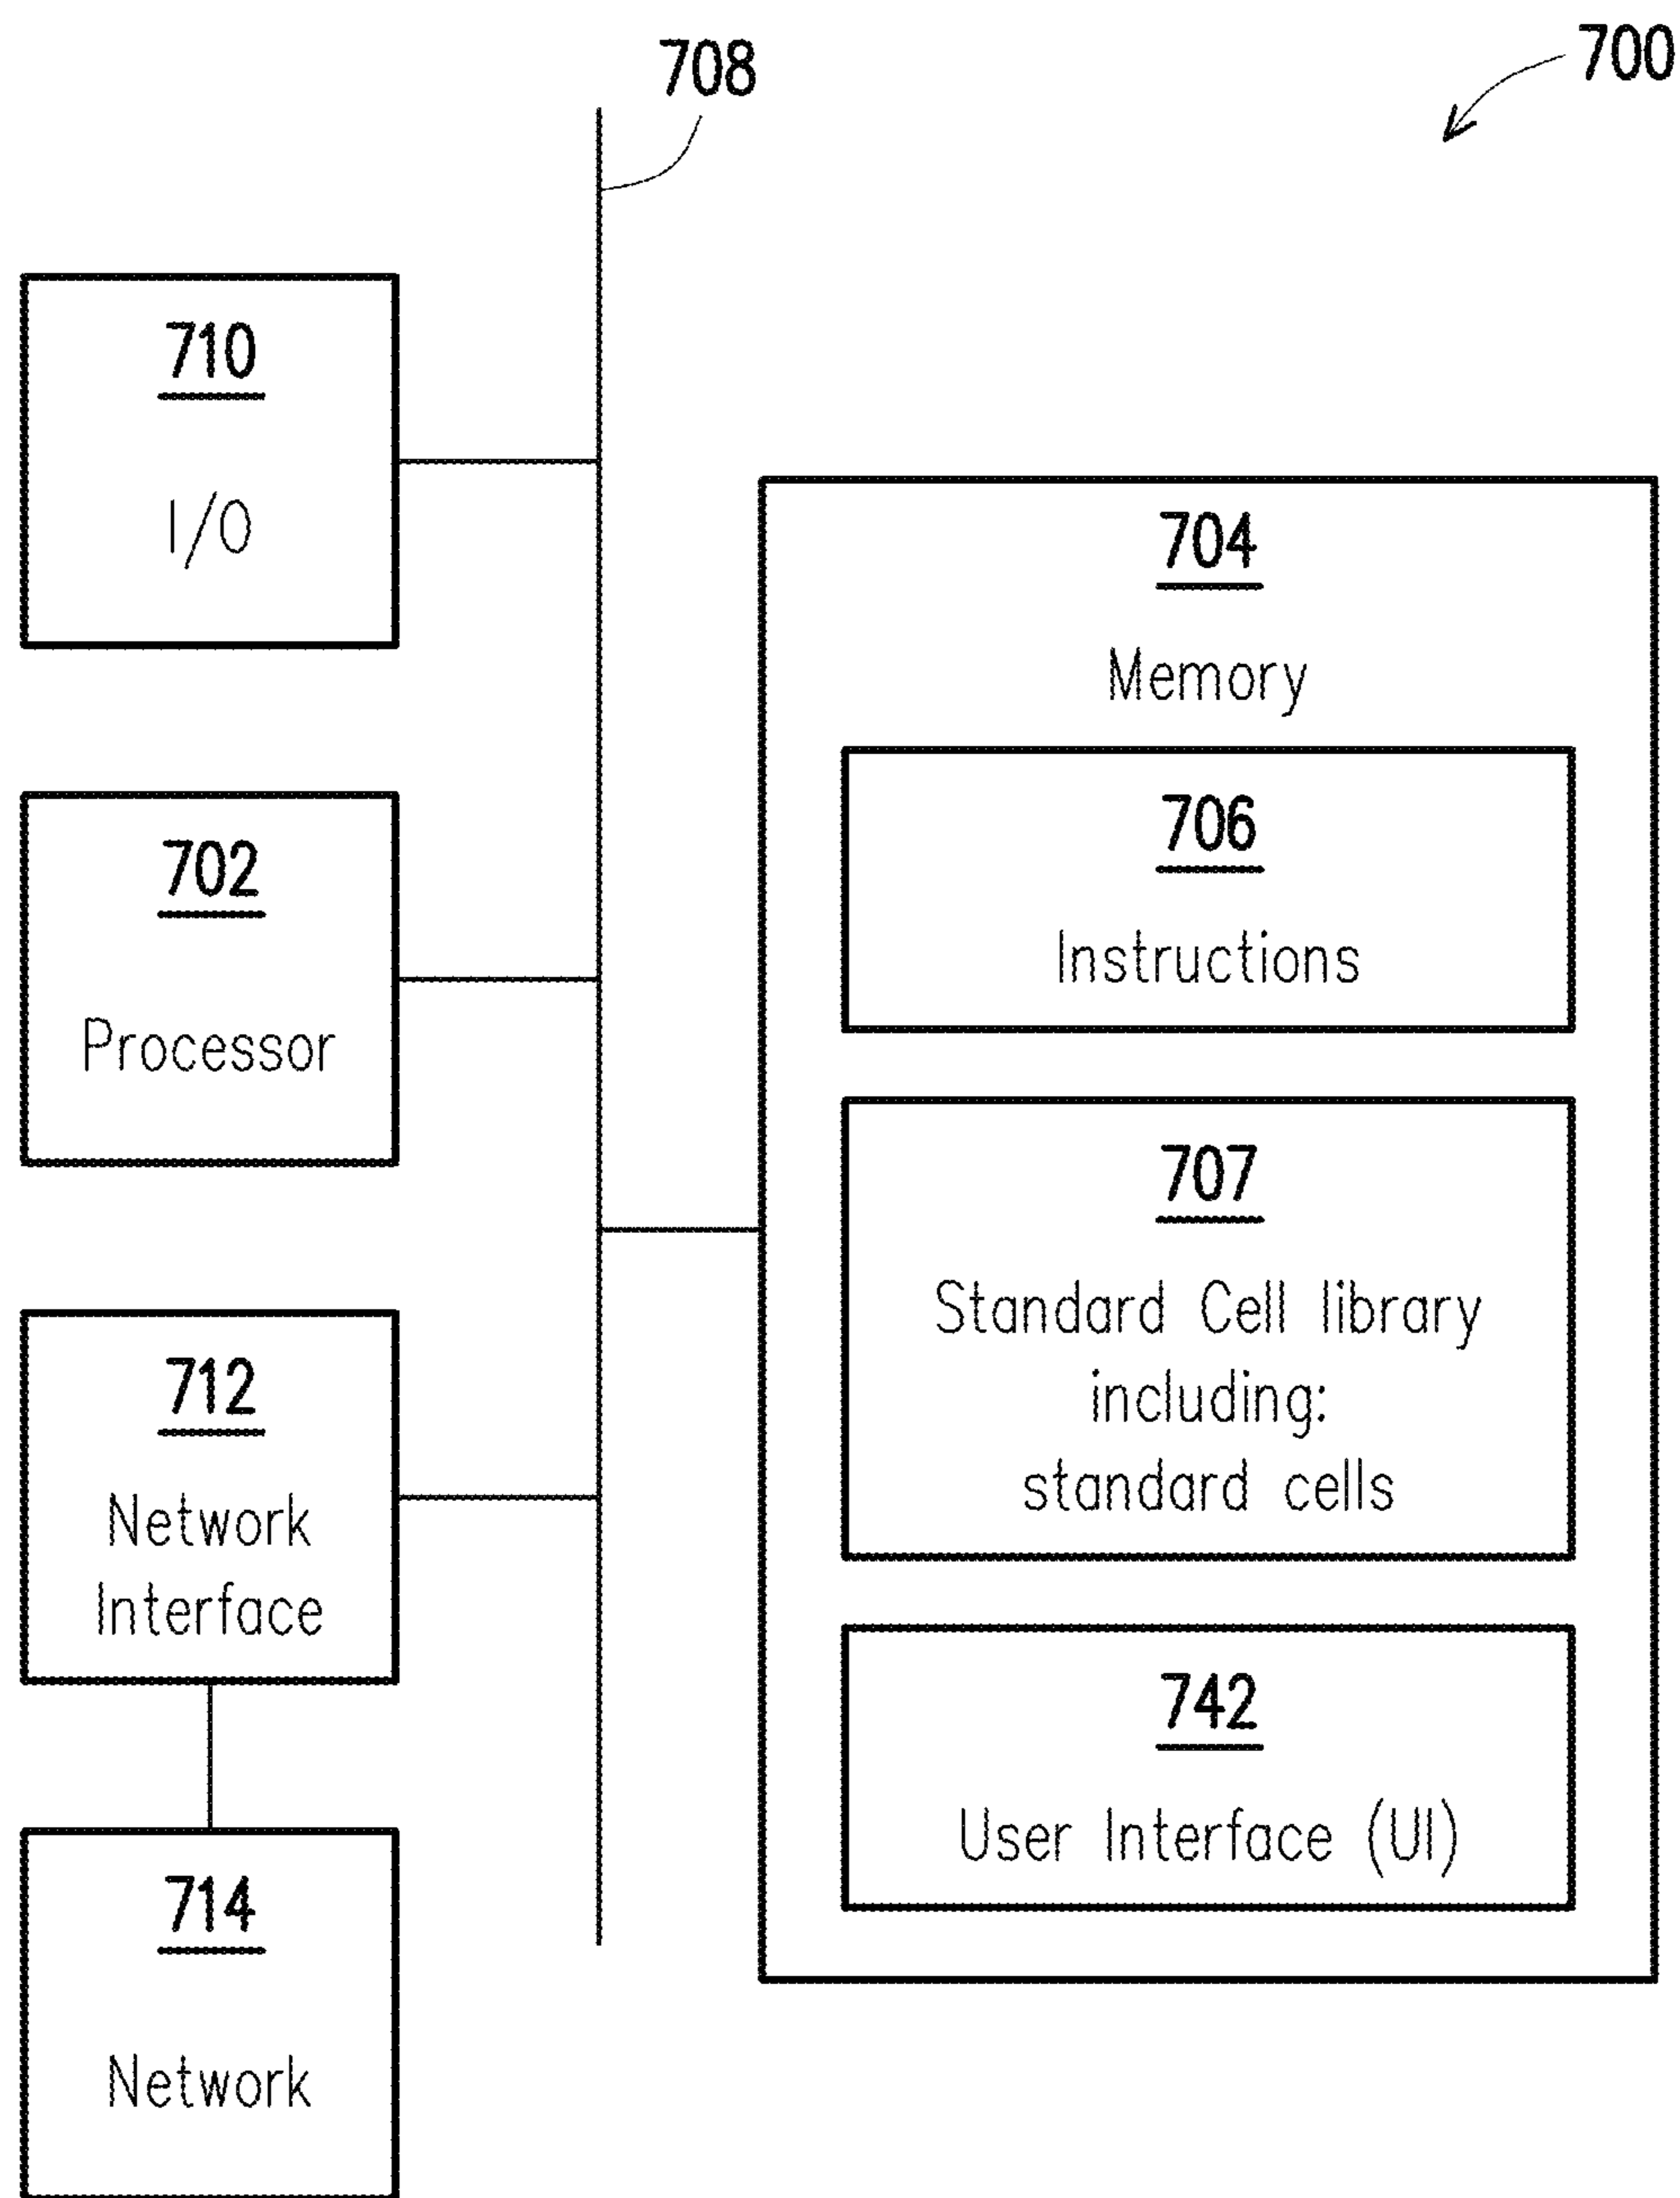 708
700
710
I/O
702
Processor
712
Network
Interface
714
Network
704
Memory
706
Instructions
707
Standard Cell library
including:
standard cells
742
User Interface (UI)